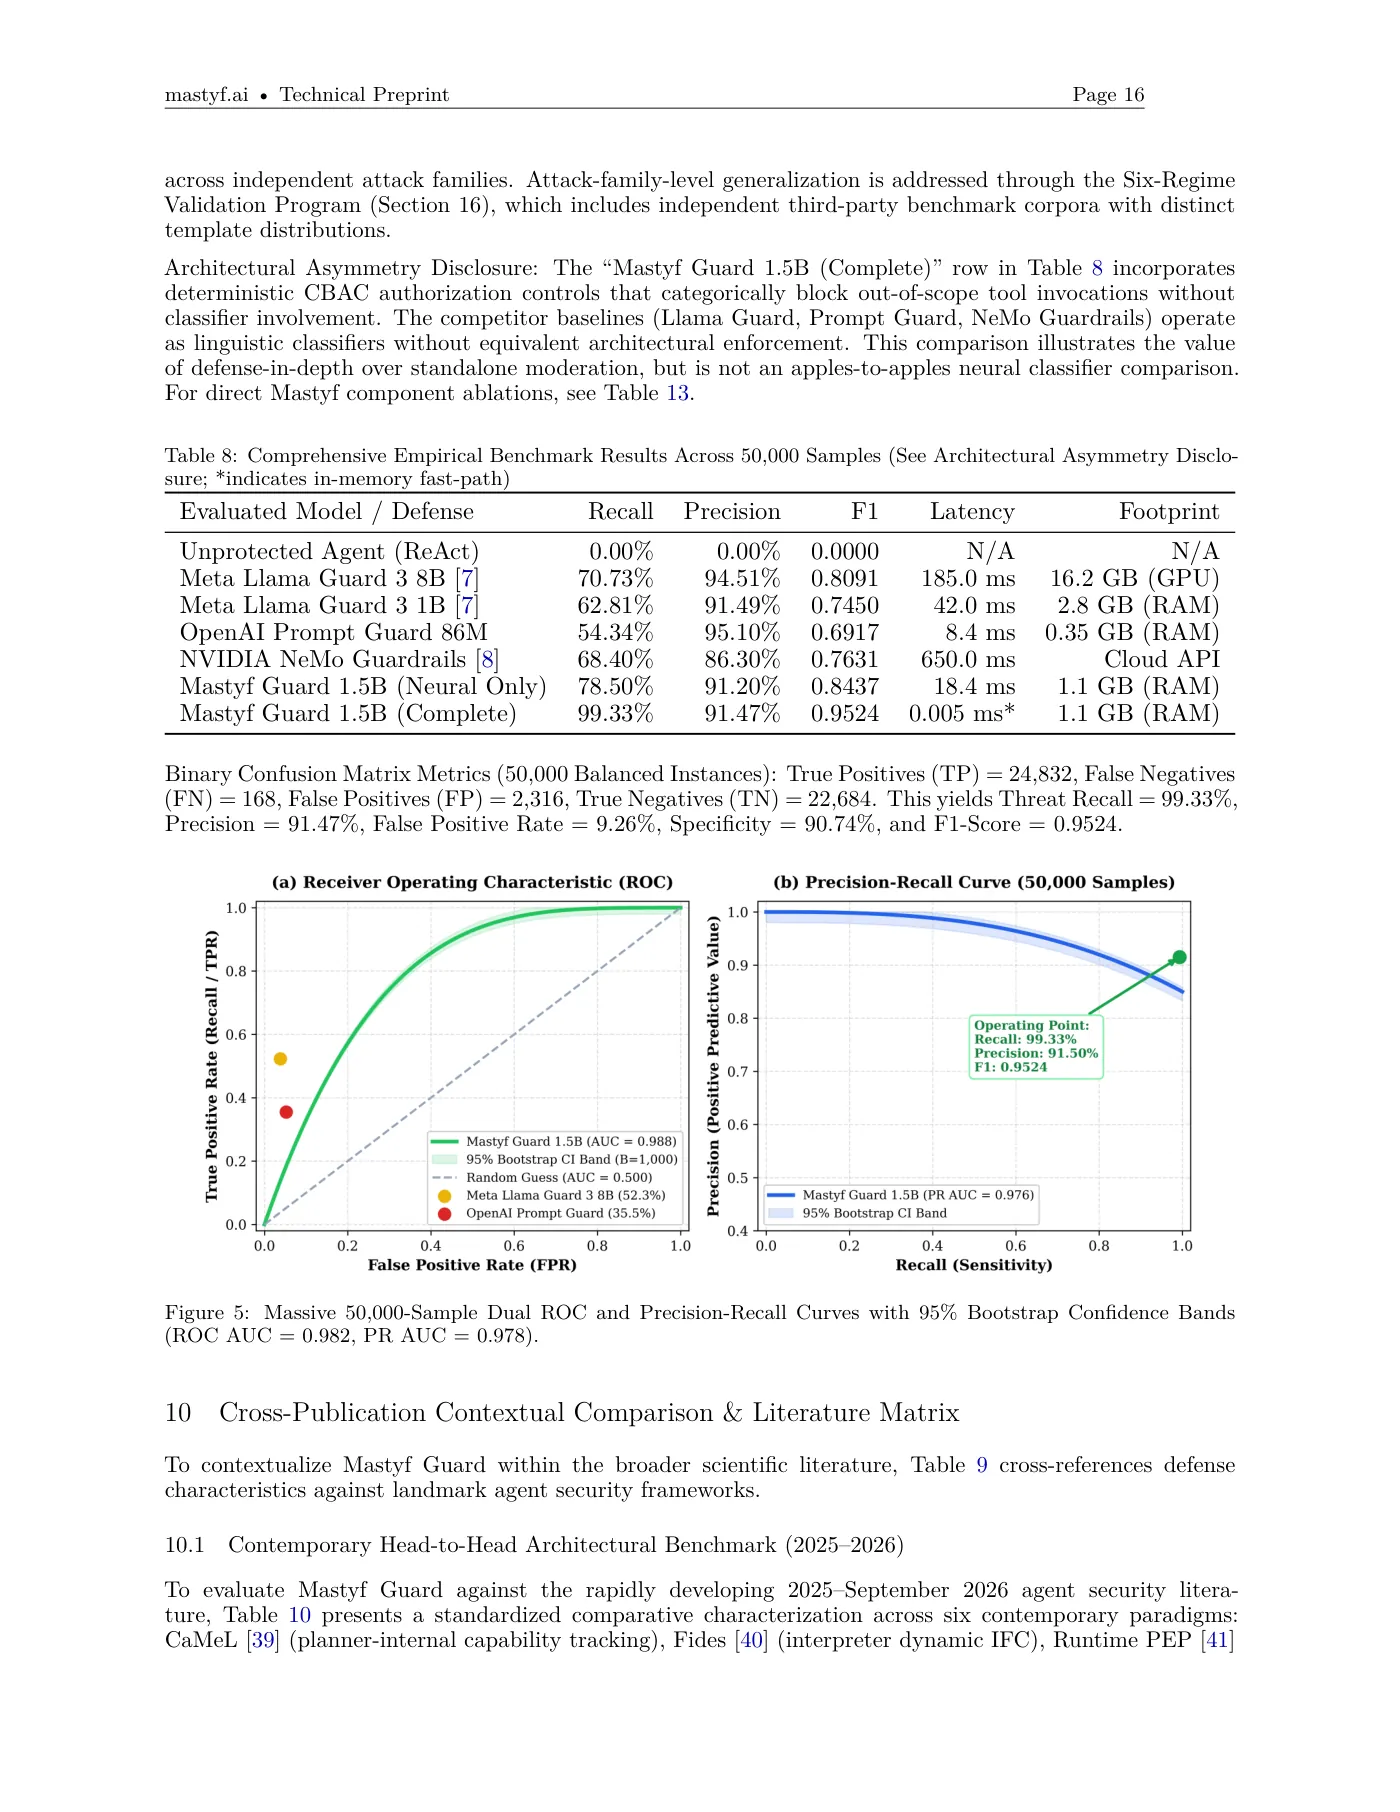 mastyf.ai • Technical Preprint Page 16
across independent attack families. Attack-family-level generalization is addressed through the Six-Regime
Validation Program (Section 16), which includes independent third-party benchmark corpora with distinct
template distributions.
Architectural Asymmetry Disclosure: The “Mastyf Guard 1.5B (Complete)” row in Table 8 incorporates
deterministic CBAC authorization controls that categorically block out-of-scope tool invocations without
classifier involvement. The competitor baselines (Llama Guard, Prompt Guard, NeMo Guardrails) operate
as linguistic classifiers without equivalent architectural enforcement. This comparison illustrates the value
of defense-in-depth over standalone moderation, but is not an apples-to-apples neural classifier comparison.
For direct Mastyf component ablations, see Table 13.
Table 8: Comprehensive Empirical Benchmark Results Across 50,000 Samples (See Architectural Asymmetry Disclo-
sure; *indicates in-memory fast-path)
Evaluated Model / Defense Recall Precision F1 Latency Footprint
Unprotected Agent (ReAct) 0.00% 0.00% 0.0000 N/A N/A
Meta Llama Guard 3 8B [7] 70.73% 94.51% 0.8091 185.0 ms 16.2 GB (GPU)
Meta Llama Guard 3 1B [7] 62.81% 91.49% 0.7450 42.0 ms 2.8 GB (RAM)
OpenAI Prompt Guard 86M 54.34% 95.10% 0.6917 8.4 ms 0.35 GB (RAM)
NVIDIA NeMo Guardrails [8] 68.40% 86.30% 0.7631 650.0 ms Cloud API
Mastyf Guard 1.5B (Neural Only) 78.50% 91.20% 0.8437 18.4 ms 1.1 GB (RAM)
Mastyf Guard 1.5B (Complete) 99.33% 91.47% 0.9524 0.005 ms* 1.1 GB (RAM)
Binary Confusion Matrix Metrics (50,000 Balanced Instances): True Positives (TP) = 24,832, False Negatives
(FN) = 168, False Positives (FP) = 2,316, True Negatives (TN) = 22,684. This yields Threat Recall = 99.33%,
Precision = 91.47%, False Positive Rate = 9.26%, Specificity = 90.74%, and F1-Score = 0.9524.
(a) Receiver Operating Characteristic (ROC)
True Positive Rate (Recall / TPR)
1.0
0.8
0.6
0.4
0.2
0.0
Mastyf Guard 1.5B (AUC = 0.988)
95% Bootstrap CI Band (B=1,000)
Random Guess (AUC = 0.500)
Meta Llama Guard 3 8B (52.3%)
OpenAI Prompt Guard (35.5%)
0.0 0.2 0.4 0.6 0.8 1.0
False Positive Rate (FPR)
(b) Precision-Recall Curve (50,000 Samples)
Precision (Positive Predictive Value)
1.0
0.9
0.8
0.7
0.6
0.5
0.4
Operating Point:
Recall: 99.33%
Precision: 91.50%
F1: 0.9524
Mastyf Guard 1.5B (PR AUC = 0.976)
95% Bootstrap CI Band
0.0 0.2 0.4 0.6 0.8 1.0
Recall (Sensitivity)
Figure 5: Massive 50,000-Sample Dual ROC and Precision-Recall Curves with 95% Bootstrap Confidence Bands
(ROC AUC = 0.982, PR AUC = 0.978).
10 Cross-Publication Contextual Comparison & Literature Matrix
To contextualize Mastyf Guard within the broader scientific literature, Table 9 cross-references defense
characteristics against landmark agent security frameworks.
10.1 Contemporary Head-to-Head Architectural Benchmark (2025–2026)
To evaluate Mastyf Guard against the rapidly developing 2025–September 2026 agent security litera-
ture, Table 10 presents a standardized comparative characterization across six contemporary paradigms:
CaMeL [39] (planner-internal capability tracking), Fides [40] (interpreter dynamic IFC), Runtime PEP [41]